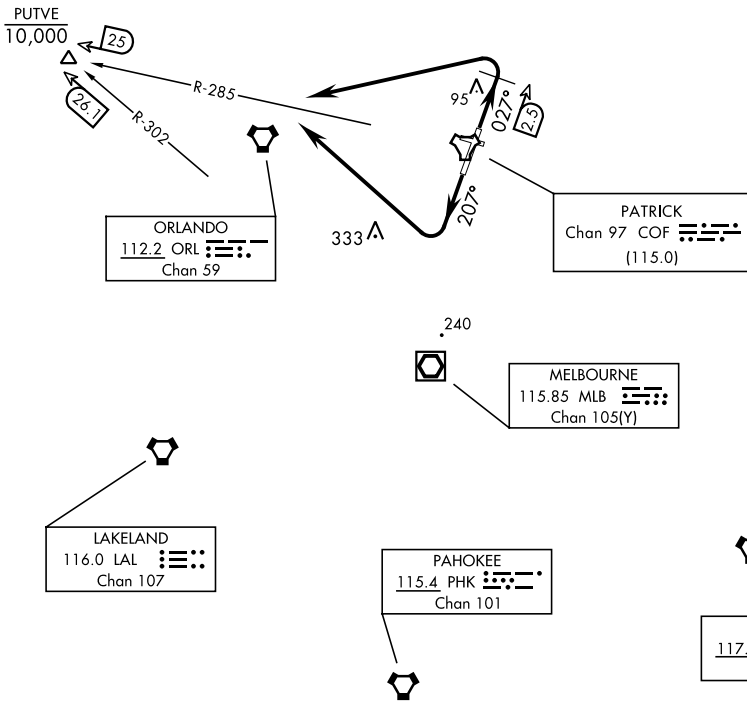 PUTVE
10,000
25
26.1
R-285
R-302
95
027°
2.5
207°
333
ORLANDO
112.2 ORL
Chan 59
PATRICK
Chan 97 COF
(115.0)
240
MELBOURNE
115.85 MLB
Chan 105(Y)
LAKELAND
116.0 LAL
Chan 107
PAHOKEE
115.4 PHK
Chan 101
117.